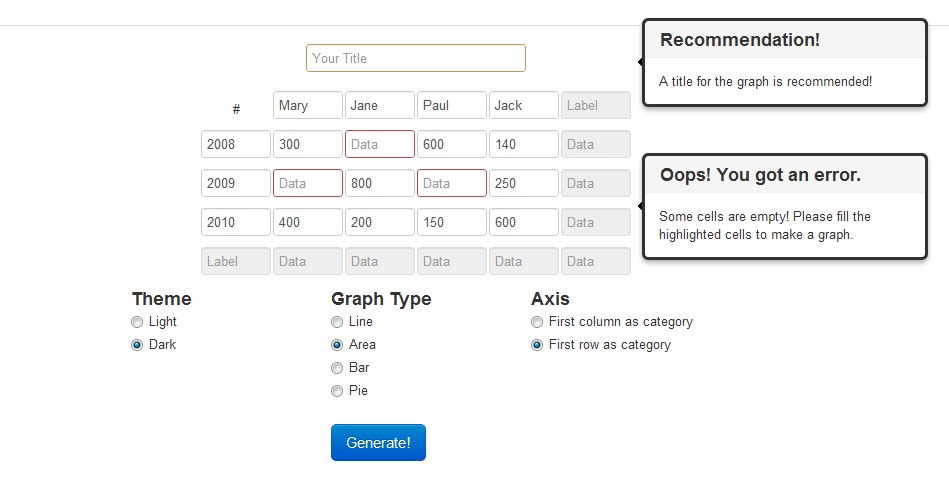 Your Title
Recommendation!
A title for the graph is recommended!
# Mary Jane Paul Jack Label
2008 300 Data 600 140 Data
2009 Data 800 Data 250 Data
2010 400 200 150 600 Data
Label Data Data Data Data Data
Oops! You got an error.
Some cells are empty! Please fill the
highlighted cells to make a graph.
Theme
Light
Dark
Graph Type
Line
Area
Bar
Pie
Axis
First column as category
First row as category
Generate!